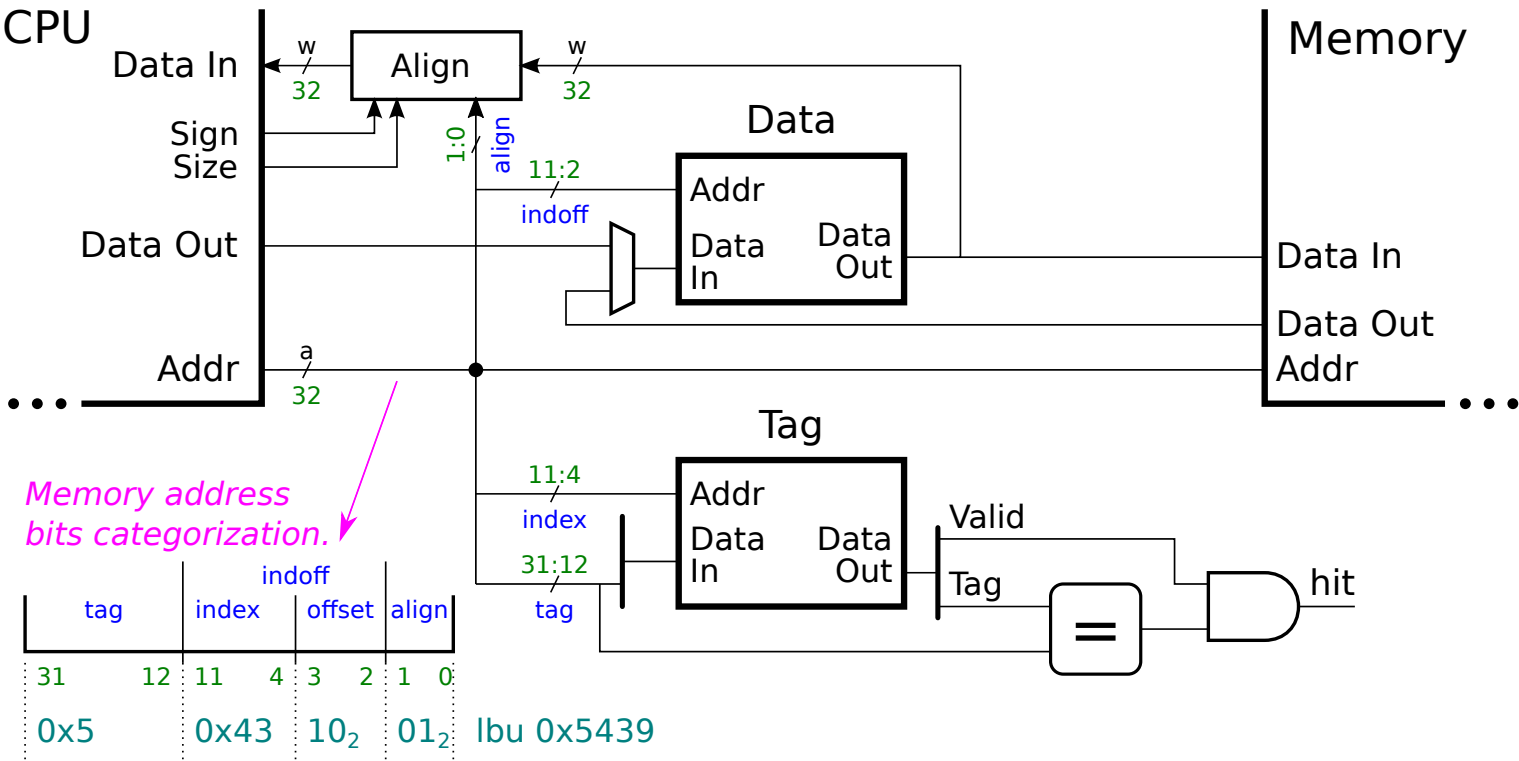 CPU
Memory
Data In
w
32
Align
w
32
Sign
Size
1:0
align
Data
11:2
indoff
Addr
Data Out
Data
In
Data
Out
Data In
Data Out
Addr
a
32
Addr
Tag
Memory address
bits categorization.
11:4
index
Addr
Data
In
Data
Out
31:12
tag
Valid
Tag
=
hit
indoff
tag index offset align
31 12 11 4 3 2 1 0
0x5 0x43 10₂ 01₂ lbu 0x5439